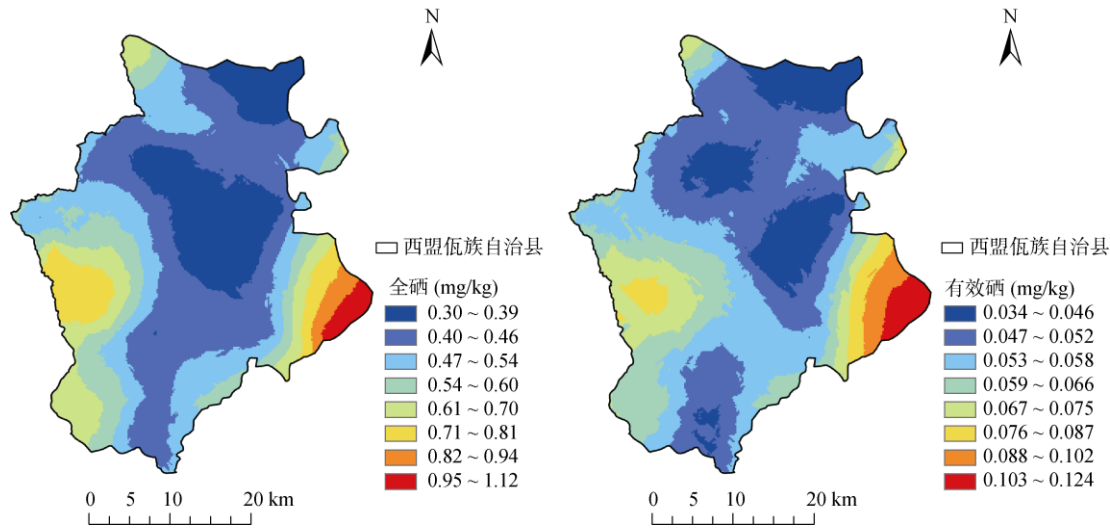 N
西盟佤族自治县
全硒 (mg/kg)
0.30 ~ 0.39
0.40 ~ 0.46
0.47 ~ 0.54
0.54 ~ 0.60
0.61 ~ 0.70
0.71 ~ 0.81
0.82 ~ 0.94
0.95 ~ 1.12
0 5 10 20 km
N
西盟佤族自治县
有效硒 (mg/kg)
0.034 ~ 0.046
0.047 ~ 0.052
0.053 ~ 0.058
0.059 ~ 0.066
0.067 ~ 0.075
0.076 ~ 0.087
0.088 ~ 0.102
0.103 ~ 0.124
0 5 10 20 km